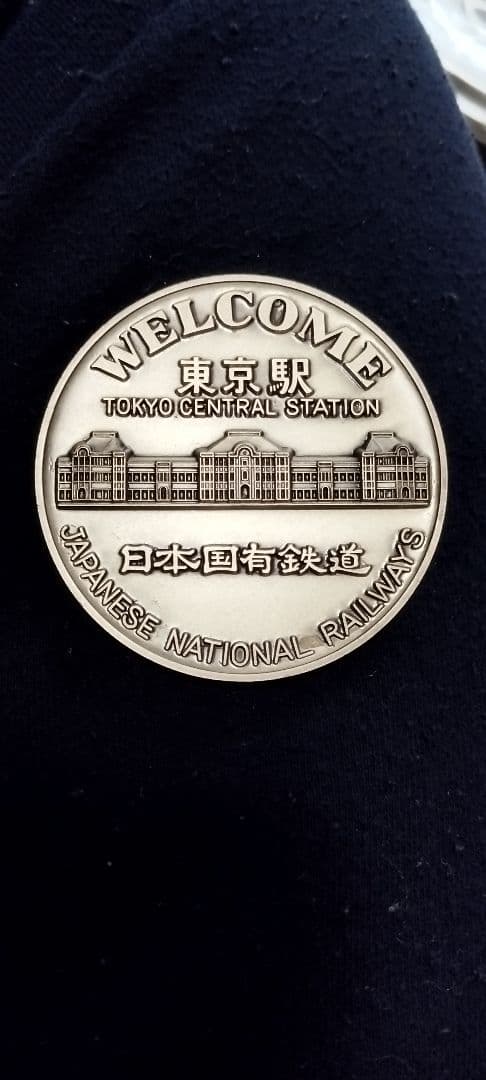 WELCOME
東京駅
TOKYO CENTRAL STATION
日本国有鉄道
JAPANESE NATIONAL RAILWAYS